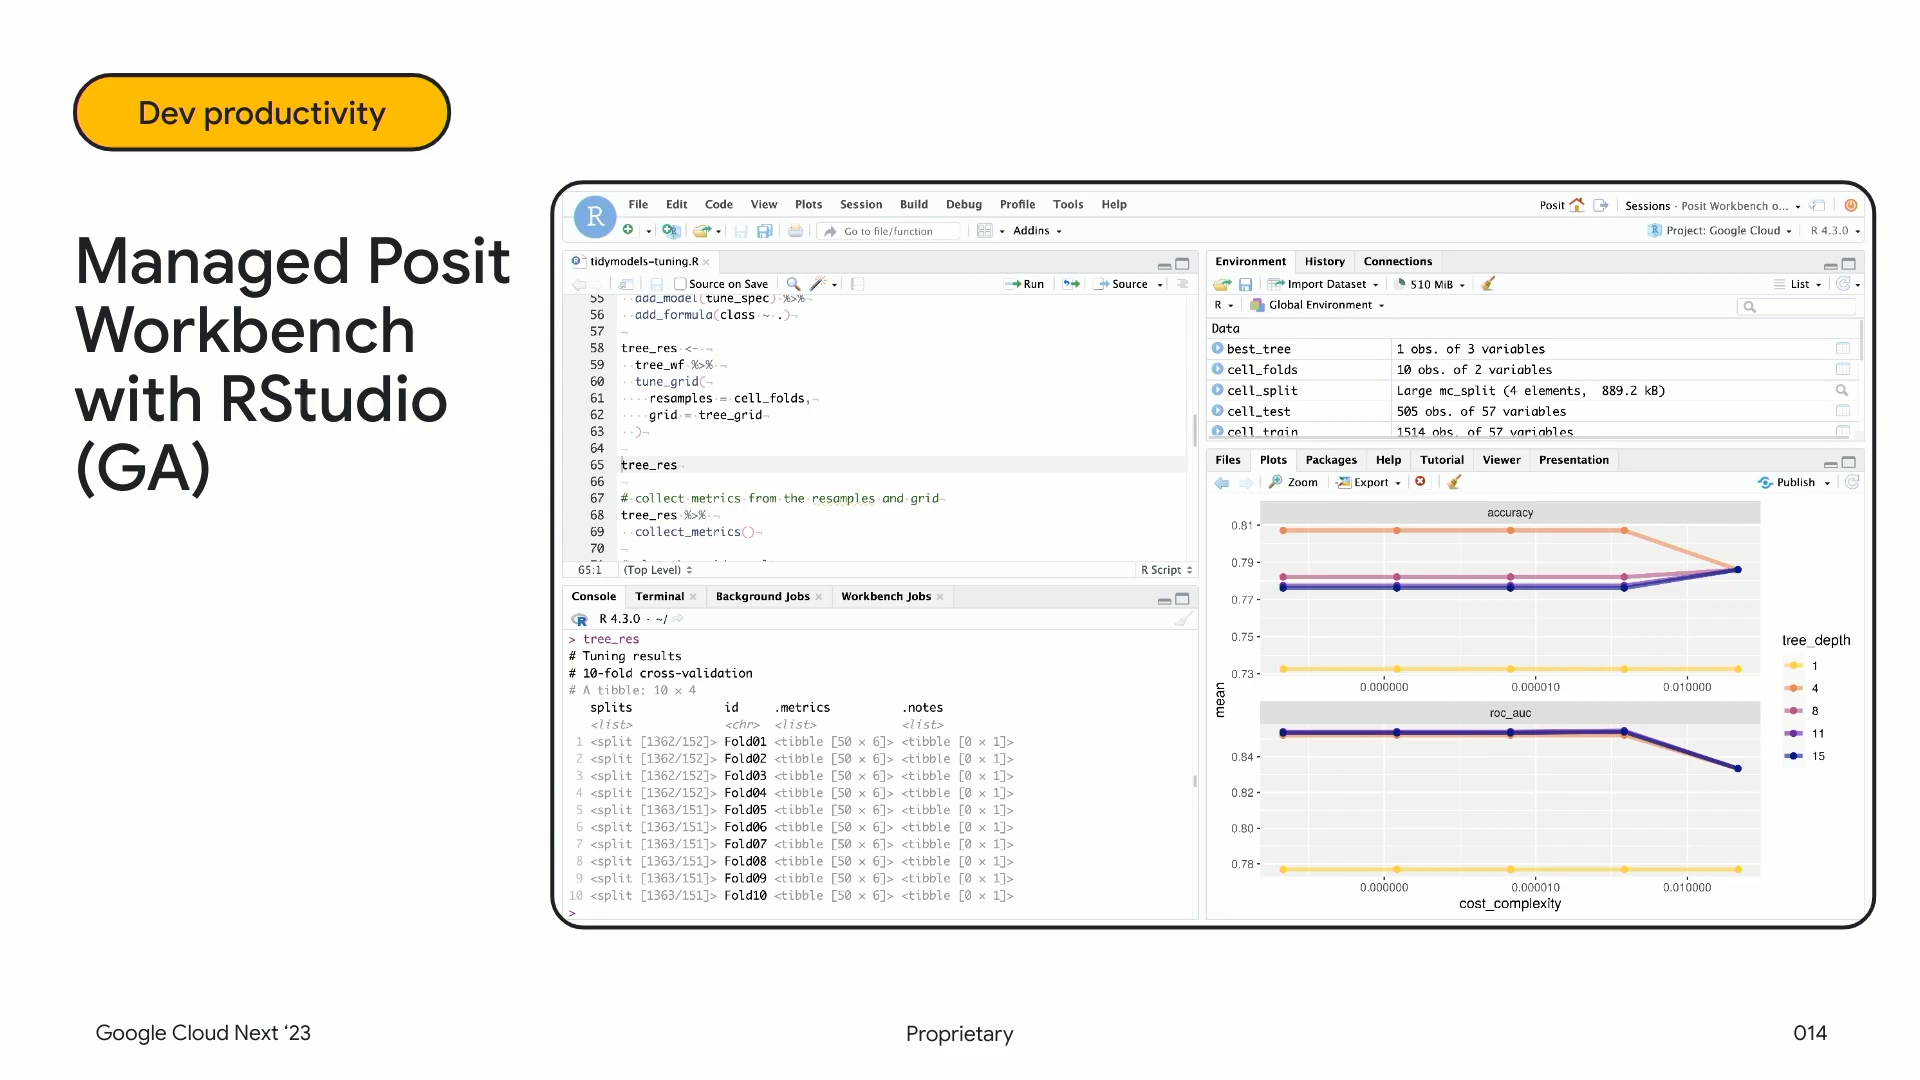 Dev productivity
Managed Posit
Workbench
with RStudio
(GA)
R
File Edit Code View Plots Session Build Debug Profile Tools Help
Posit Sessions · Posit Workbench o...
Go to file/function Addins
Project: Google Cloud R 4.3.0
tidymodels-tuning.R
Source on Save Run Source
55 add_model(tune_spec) %>%
56 add_formula(class ~ .)
57
58 tree_res <-
59 tree_wf %>%
60 tune_grid(
61 resamples = cell_folds,
62 grid = tree_grid
63 )
64
65 tree_res
66
67 # collect metrics from the resamples and grid
68 tree_res %>%
69 collect_metrics()
70
65:1 (Top Level) R Script
Console Terminal Background Jobs Workbench Jobs
R 4.3.0 · ~/
> tree_res
# Tuning results
# 10-fold cross-validation
# A tibble: 10 × 4
splits id .metrics .notes
<list> <chr> <list> <list>
1 <split [1362/152]> Fold01 <tibble [50 × 6]> <tibble [0 × 1]>
2 <split [1362/152]> Fold02 <tibble [50 × 6]> <tibble [0 × 1]>
3 <split [1362/152]> Fold03 <tibble [50 × 6]> <tibble [0 × 1]>
4 <split [1362/152]> Fold04 <tibble [50 × 6]> <tibble [0 × 1]>
5 <split [1363/151]> Fold05 <tibble [50 × 6]> <tibble [0 × 1]>
6 <split [1363/151]> Fold06 <tibble [50 × 6]> <tibble [0 × 1]>
7 <split [1363/151]> Fold07 <tibble [50 × 6]> <tibble [0 × 1]>
8 <split [1363/151]> Fold08 <tibble [50 × 6]> <tibble [0 × 1]>
9 <split [1363/151]> Fold09 <tibble [50 × 6]> <tibble [0 × 1]>
10 <split [1363/151]> Fold10 <tibble [50 × 6]> <tibble [0 × 1]>
>
Environment History Connections
Import Dataset 510 MiB List
R Global Environment
Data
best_tree 1 obs. of 3 variables
cell_folds 10 obs. of 2 variables
cell_split Large mc_split (4 elements, 889.2 kB)
cell_test 505 obs. of 57 variables
cell_train 1514 obs. of 57 variables
Files Plots Packages Help Tutorial Viewer Presentation
Zoom Export Publish
accuracy
0.81
0.79
0.77
0.75
0.73
0.000000 0.000010 0.010000
mean
roc_auc
0.84
0.82
0.80
0.78
0.000000 0.000010 0.010000
cost_complexity
tree_depth
1
4
8
11
15
Google Cloud Next ‘23
Proprietary
014